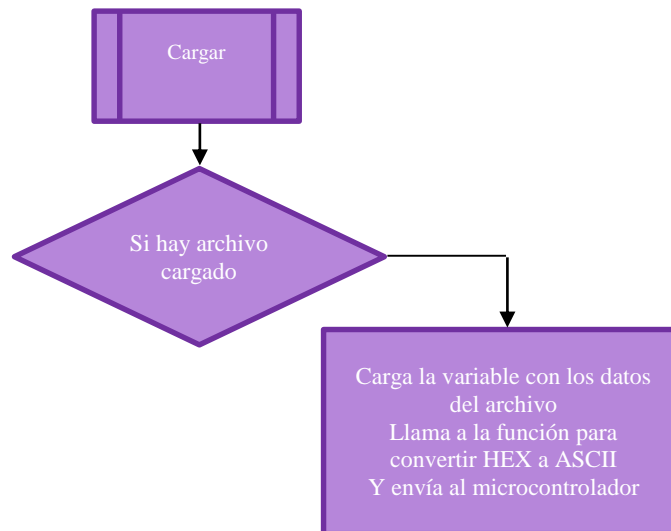 Cargar
Si hay archivo
cargado
Carga la variable con los datos
del archivo
Llama a la función para
convertir HEX a ASCII
Y envía al microcontrolador